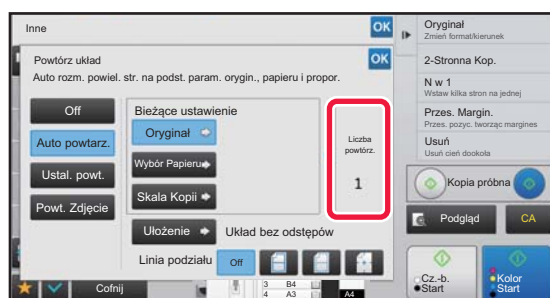 Inne
OK
Powtórz układ
OK
Auto rozm. powiel. str. na podst. param. orygin., papieru i propor.
Off
Auto powtarz.
Ustal. powt.
Powt. Zdjęcie
Bieżące ustawienie
Oryginał
Wybór Papieru
Skala Kopii
Liczba
powtórz.
1
Ułożenie
Układ bez odstępów
Linia podziału
Off
Cofnij
3 B4
4 A3
A4
Oryginał
Zmień format/kierunek
2-Stronna Kop.
N w 1
Wstaw kilka stron na jednej
Przes. Margin.
Przes. pozyc. tworząc margines
Usuń
Usuń cień dookoła
Kopia próbna
Podgląd
CA
Cz.-b.
Start
Kolor
Start